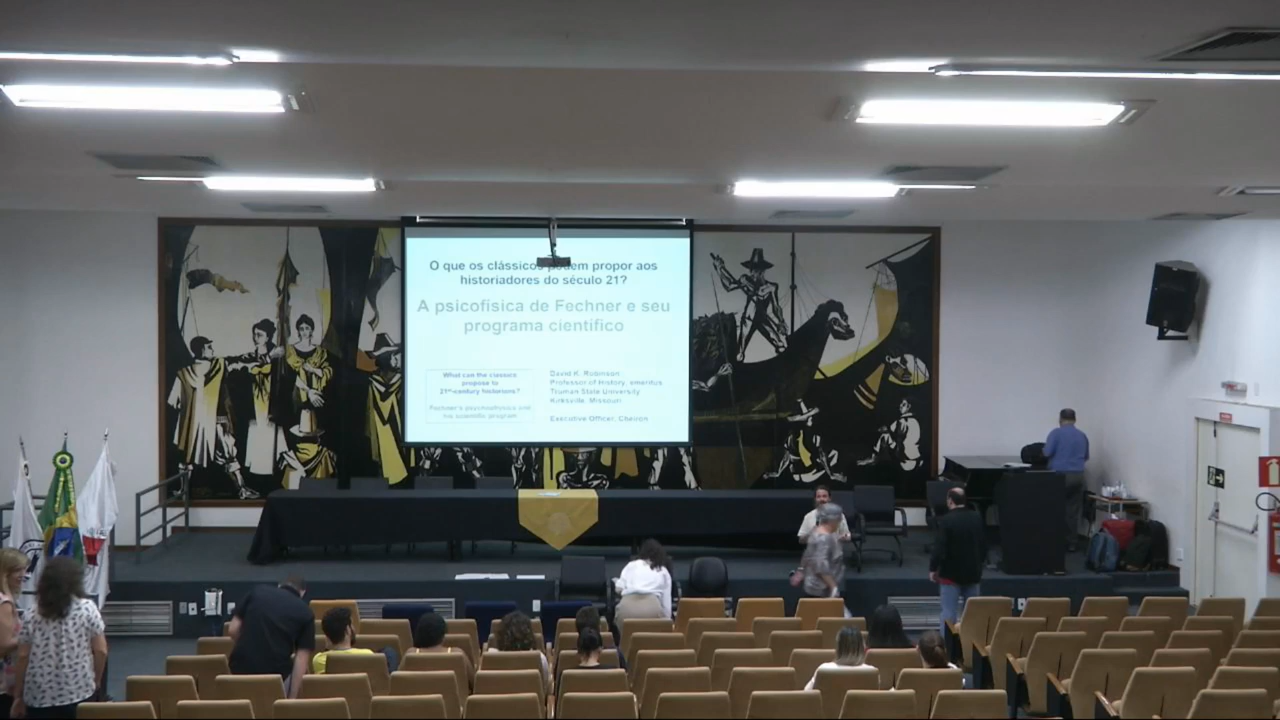 O que os clássicos podem propor aos
historiadores do século 21?
A psicofisica de Fechner e seu
programa científico
What can the classics
propose to
21st-century historians?
Fechner's psychophysics and
his scientific program
David K. Robinson
Professor of History, emeritus
Truman State University
Kirksville, Missouri
Executive Officer, Cheiron